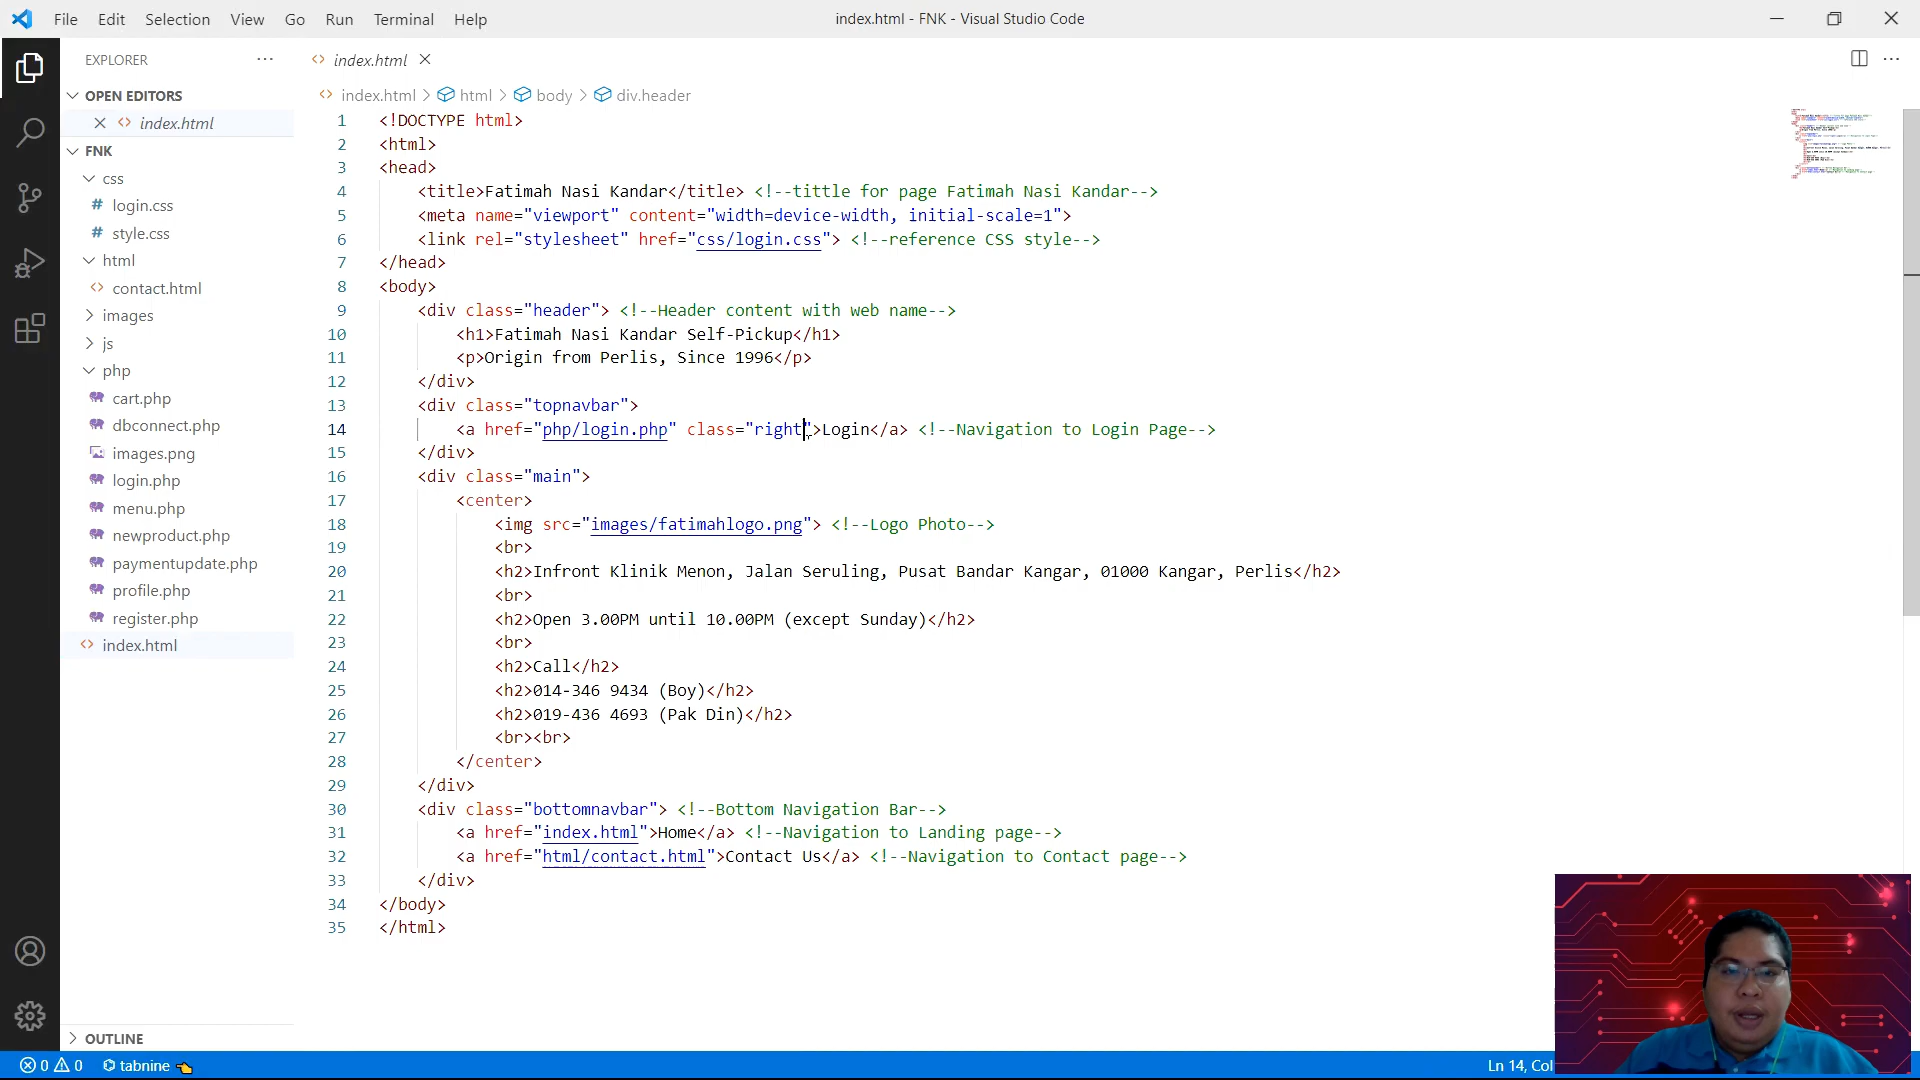 File Edit Selection View Go Run Terminal Help
index.html - FNK - Visual Studio Code
EXPLORER
OPEN EDITORS
index.html
FNK
css
login.css
style.css
html
contact.html
images
js
php
cart.php
dbconnect.php
images.png
login.php
menu.php
newproduct.php
paymentupdate.php
profile.php
register.php
index.html
OUTLINE
index.html
index.html > html > body > div.header
1 <!DOCTYPE html>
2 <html>
3 <head>
4 <title>Fatimah Nasi Kandar</title> <!--tittle for page Fatimah Nasi Kandar-->
5 <meta name="viewport" content="width=device-width, initial-scale=1">
6 <link rel="stylesheet" href="css/login.css"> <!--reference CSS style-->
7 </head>
8 <body>
9 <div class="header"> <!--Header content with web name-->
10 <h1>Fatimah Nasi Kandar Self-Pickup</h1>
11 <p>Origin from Perlis, Since 1996</p>
12 </div>
13 <div class="topnavbar">
14 <a href="php/login.php" class="right">Login</a> <!--Navigation to Login Page-->
15 </div>
16 <div class="main">
17 <center>
18 <img src="images/fatimahlogo.png"> <!--Logo Photo-->
19 <br>
20 <h2>Infront Klinik Menon, Jalan Seruling, Pusat Bandar Kangar, 01000 Kangar, Perlis</h2>
21 <br>
22 <h2>Open 3.00PM until 10.00PM (except Sunday)</h2>
23 <br>
24 <h2>Call</h2>
25 <h2>014-346 9434 (Boy)</h2>
26 <h2>019-436 4693 (Pak Din)</h2>
27 <br><br>
28 </center>
29 </div>
30 <div class="bottomnavbar"> <!--Bottom Navigation Bar-->
31 <a href="index.html">Home</a> <!--Navigation to Landing page-->
32 <a href="html/contact.html">Contact Us</a> <!--Navigation to Contact page-->
33 </div>
34 </body>
35 </html>
0 0 tabnine
Ln 14, Col